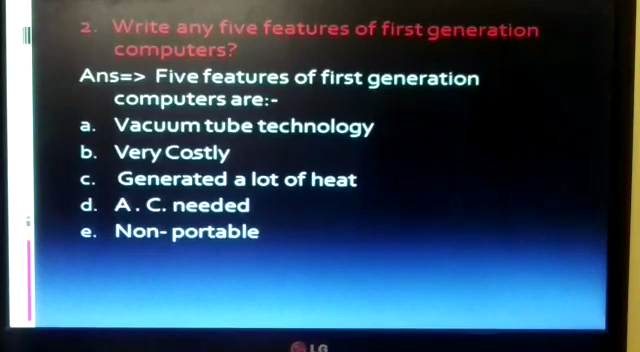 2. Write any five features of first generation
computers?
Ans=> Five features of first generation
computers are:-
a. Vacuum tube technology
b. Very Costly
c. Generated a lot of heat
d. A . C. needed
e. Non- portable
LG